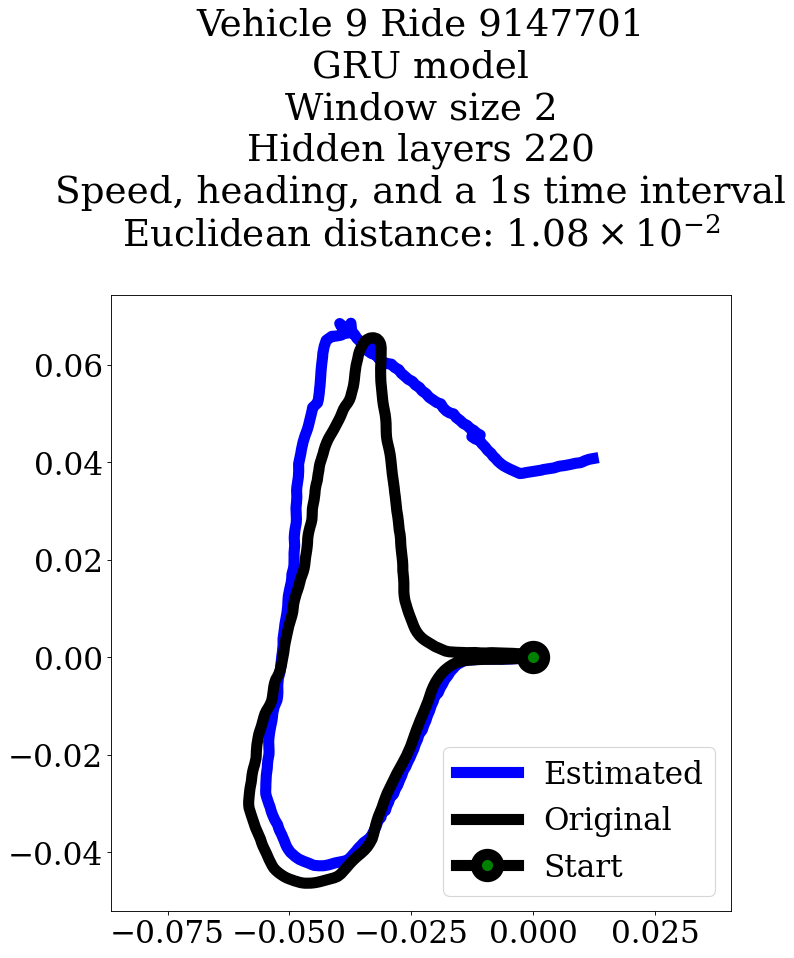 Vehicle 9 Ride 9147701
GRU model
Window size 2
Hidden layers 220
Speed, heading, and a 1s time interval
Euclidean distance: 1.08 × 10⁻²
0.06
0.04
0.02
0.00
−0.02
−0.04
Estimated
Original
Start
−0.075 −0.050 −0.025 0.000 0.025